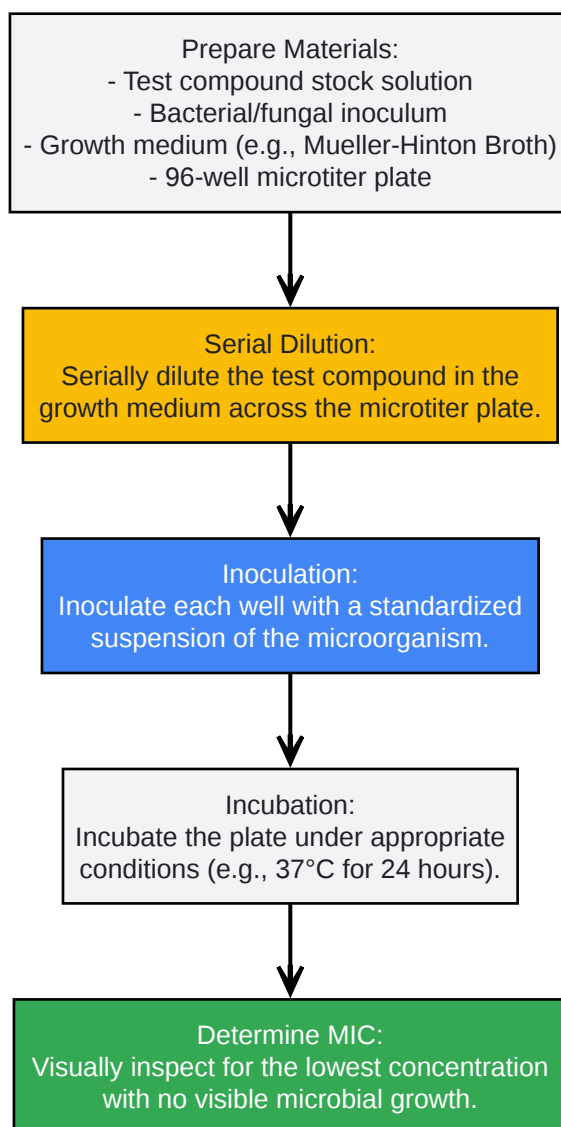 Prepare Materials:
- Test compound stock solution
- Bacterial/fungal inoculum
- Growth medium (e.g., Mueller-Hinton Broth)
- 96-well microtiter plate
Serial Dilution:
Serially dilute the test compound in the
growth medium across the microtiter plate.
Inoculation:
Inoculate each well with a standardized
suspension of the microorganism.
Incubation:
Incubate the plate under appropriate
conditions (e.g., 37°C for 24 hours).
Determine MIC:
Visually inspect for the lowest concentration
with no visible microbial growth.